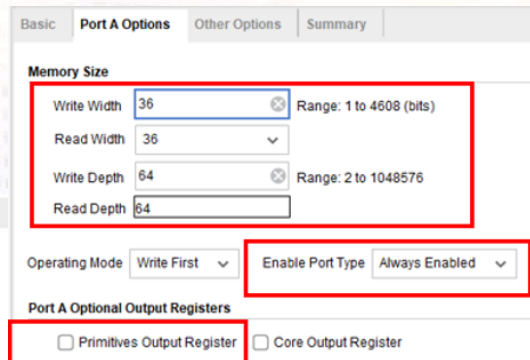 Basic Port A Options Other Options Summary
Memory Size
Write Width 36 Range: 1 to 4608 (bits)
Read Width 36
Write Depth 64 Range: 2 to 1048576
Read Depth 64
Operating Mode Write First Enable Port Type Always Enabled
Port A Optional Output Registers
Primitives Output Register Core Output Register